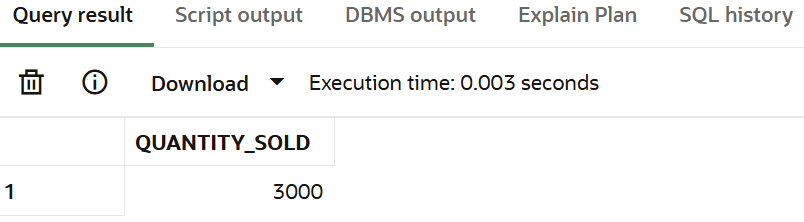 Query result Script output DBMS output Explain Plan SQL history
Download Execution time: 0.003 seconds
QUANTITY_SOLD
1 3000